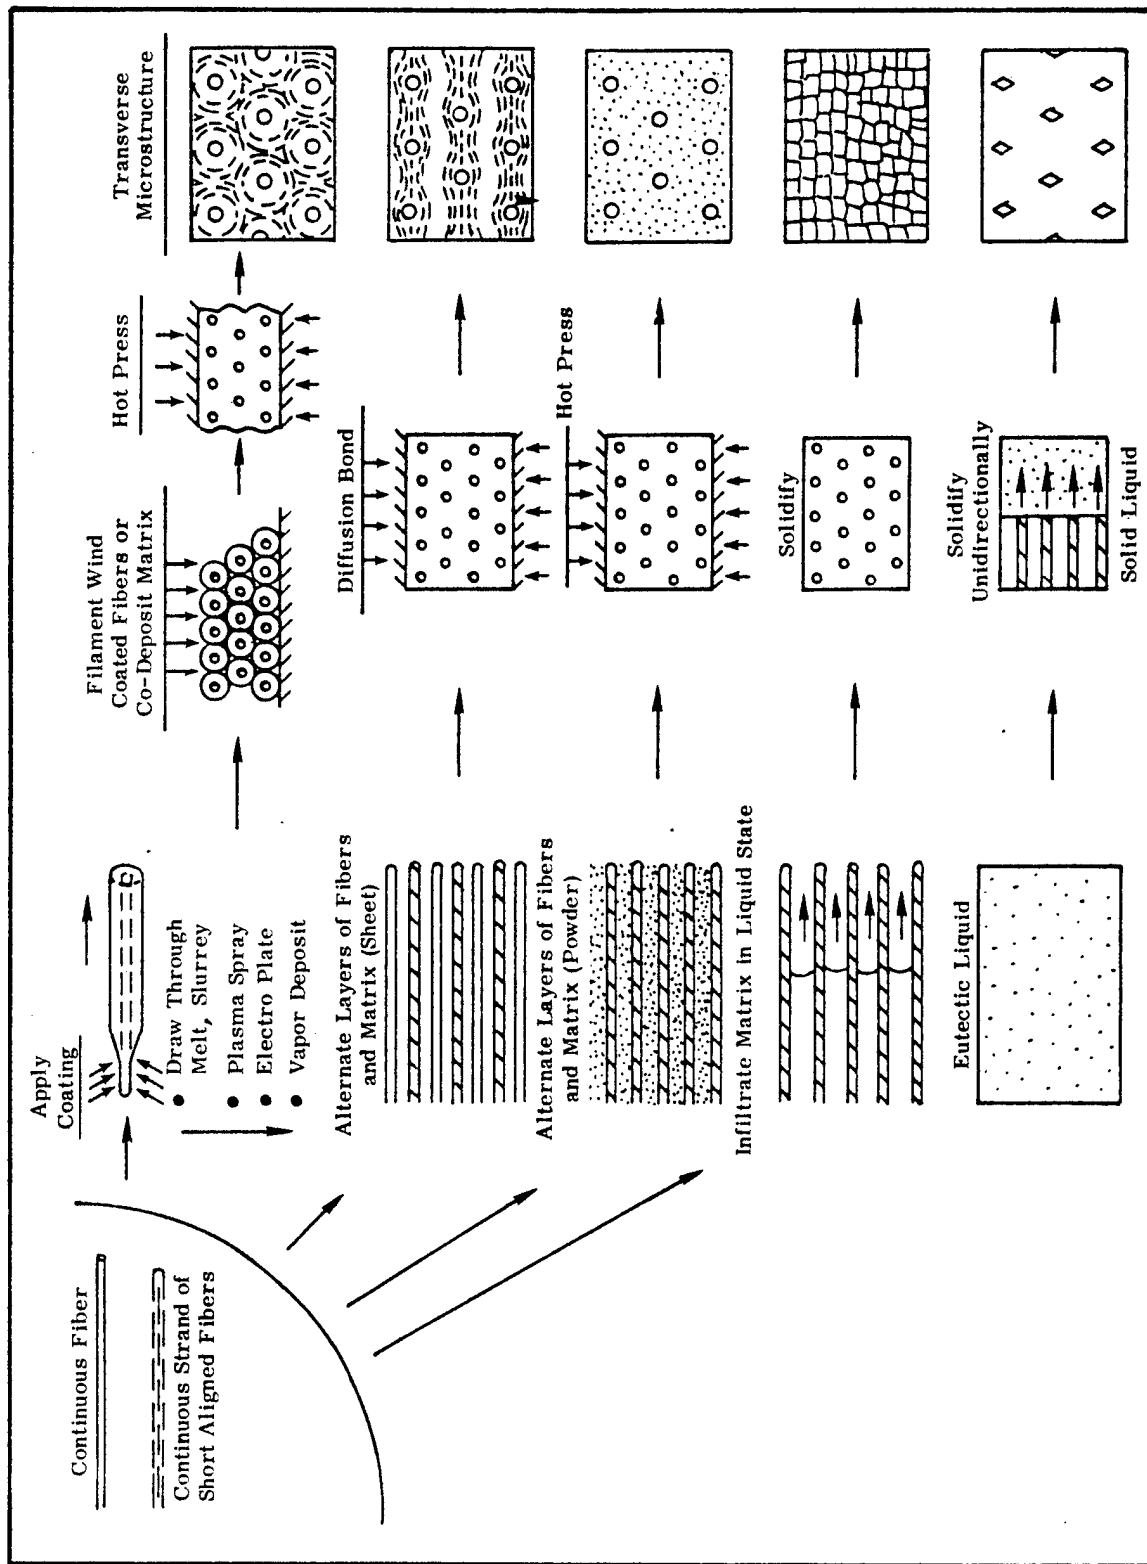 Continuous Fiber
Continuous Strand of
Short Aligned Fibers
Apply
Coating
• Draw Through
Melt, Slurrey
• Plasma Spray
• Electro Plate
• Vapor Deposit
Filament Wind
Coated Fibers or
Co-Deposit Matrix
Hot Press
Transverse
Microstructure
Alternate Layers of Fibers
and Matrix (Sheet)
Diffusion Bond
Alternate Layers of Fibers
and Matrix (Powder)
Hot Press
Infiltrate Matrix in Liquid State
Solidify
Eutectic Liquid
Solidify
Unidirectionally
Solid Liquid